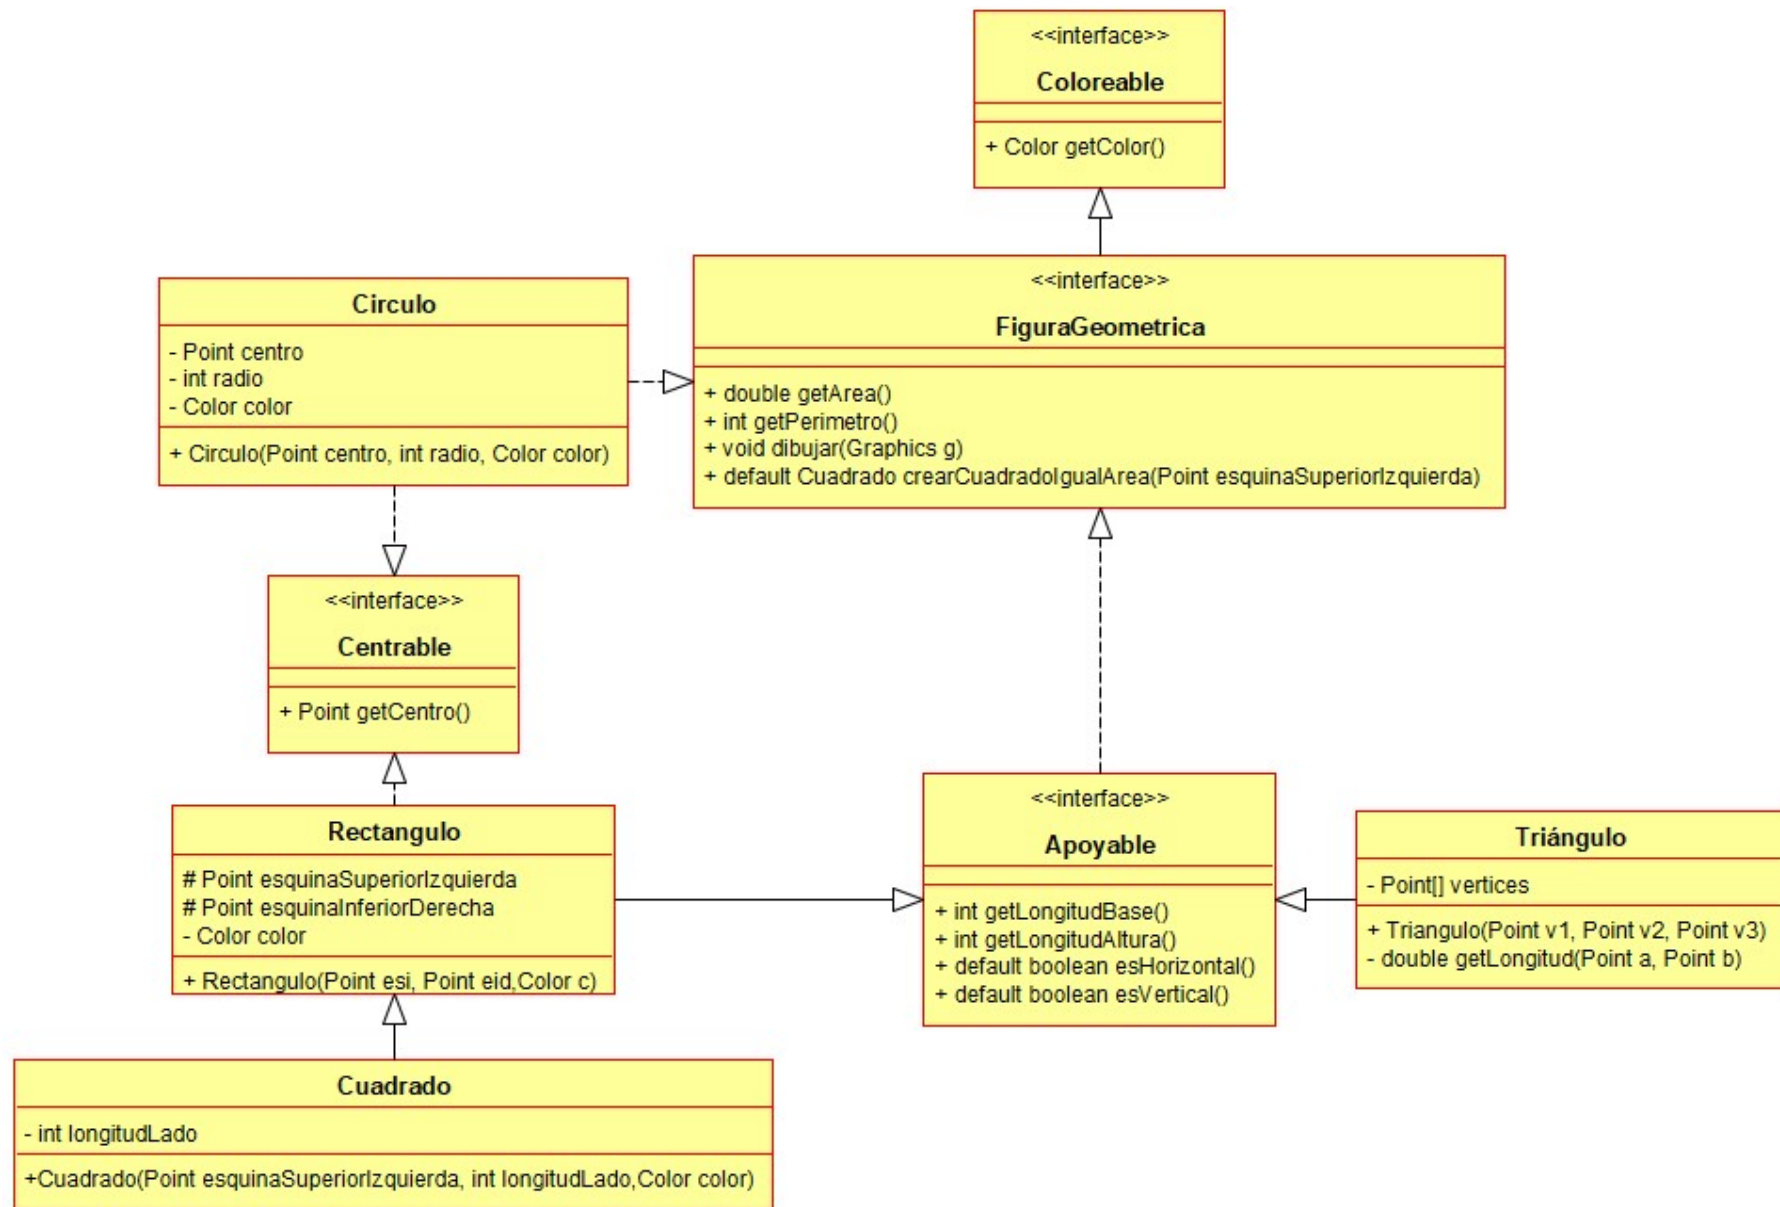 <<interface>>
Coloreable
+ Color getColor()
<<interface>>
FiguraGeometrica
+ double getArea()
+ int getPerimetro()
+ void dibujar(Graphics g)
+ default Cuadrado crearCuadradoIgualArea(Point esquinaSuperiorIzquierda)
Circulo
- Point centro
- int radio
- Color color
+ Circulo(Point centro, int radio, Color color)
<<interface>>
Centrable
+ Point getCentro()
Rectangulo
# Point esquinaSuperiorIzquierda
# Point esquinaInferiorDerecha
- Color color
+ Rectangulo(Point esi, Point eid,Color c)
<<interface>>
Apoyable
+ int getLongitudBase()
+ int getLongitudAltura()
+ default boolean esHorizontal()
+ default boolean esVertical()
Triángulo
- Point[] vertices
+ Triangulo(Point v1, Point v2, Point v3)
- double getLongitud(Point a, Point b)
Cuadrado
- int longitudLado
+Cuadrado(Point esquinaSuperiorIzquierda, int longitudLado,Color color)